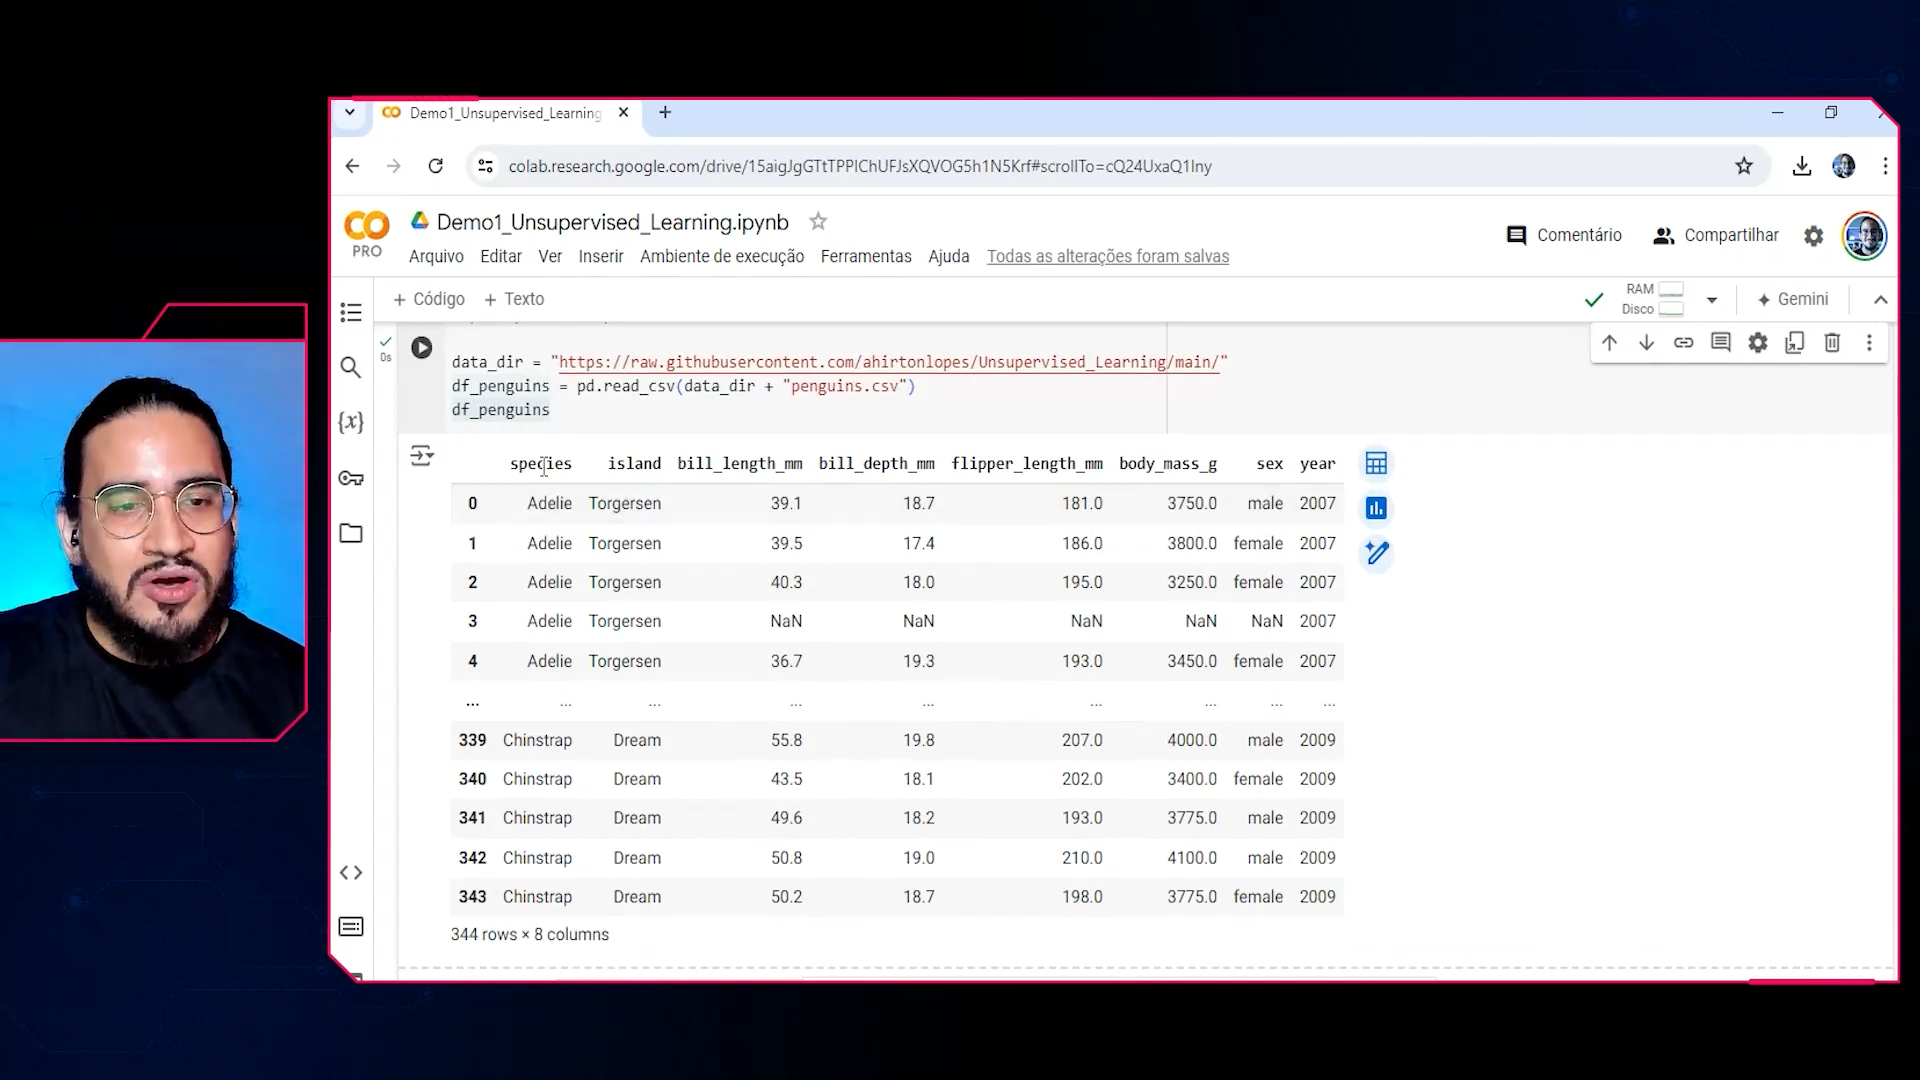 Demo1_Unsupervised_Learning
colab.research.google.com/drive/15aigJgGTtTPPIChUFJsXQVOG5h1N5Krf#scrollTo=cQ24UxaQ1Iny
CO
PRO
Demo1_Unsupervised_Learning.ipynb
Arquivo Editar Ver Inserir Ambiente de execução Ferramentas Ajuda Todas as alterações foram salvas
Comentário Compartilhar
+ Código + Texto
RAM
Disco
Gemini
0s
data_dir = "https://raw.githubusercontent.com/ahirtonlopes/Unsupervised_Learning/main/"
df_penguins = pd.read_csv(data_dir + "penguins.csv")
df_penguins
species island bill_length_mm bill_depth_mm flipper_length_mm body_mass_g sex year
0 Adelie Torgersen 39.1 18.7 181.0 3750.0 male 2007
1 Adelie Torgersen 39.5 17.4 186.0 3800.0 female 2007
2 Adelie Torgersen 40.3 18.0 195.0 3250.0 female 2007
3 Adelie Torgersen NaN NaN NaN NaN NaN 2007
4 Adelie Torgersen 36.7 19.3 193.0 3450.0 female 2007
... ... ... ... ... ... ... ... ...
339 Chinstrap Dream 55.8 19.8 207.0 4000.0 male 2009
340 Chinstrap Dream 43.5 18.1 202.0 3400.0 female 2009
341 Chinstrap Dream 49.6 18.2 193.0 3775.0 male 2009
342 Chinstrap Dream 50.8 19.0 210.0 4100.0 male 2009
343 Chinstrap Dream 50.2 18.7 198.0 3775.0 female 2009
344 rows × 8 columns